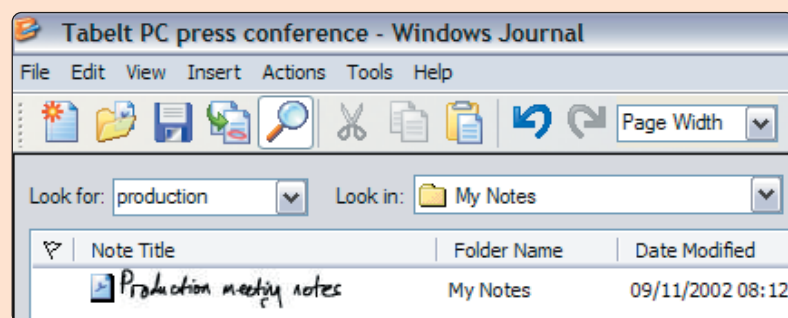 Tabelt PC press conference - Windows Journal
File Edit View Insert Actions Tools Help
Page Width
Look for: production Look in: My Notes
Note Title Folder Name Date Modified
Production meeting notes My Notes 09/11/2002 08:12